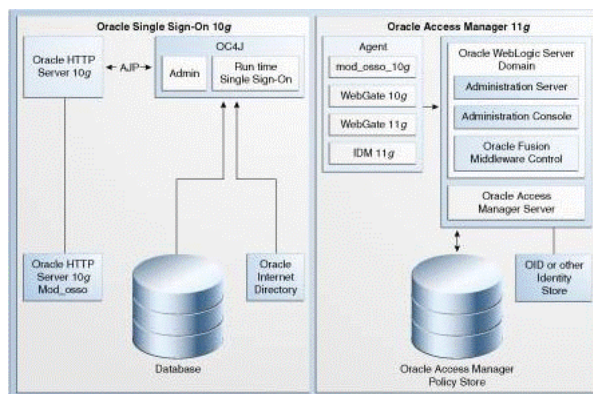 Oracle Single Sign-On 10g
Oracle HTTP
Server 10g
AJP
OC4J
Admin
Run time
Single Sign-On
Oracle HTTP
Server 10g
Mod_osso
Oracle
Internet
Directory
Database
Oracle Access Manager 11g
Agent
mod_osso_10g
WebGate 10g
WebGate 11g
IDM 11g
Oracle WebLogic Server
Domain
Administration Server
Administration Console
Oracle Fusion
Middleware Control
Oracle Access
Manager Server
OID or other
Identity
Store
Oracle Access Manager
Policy Store